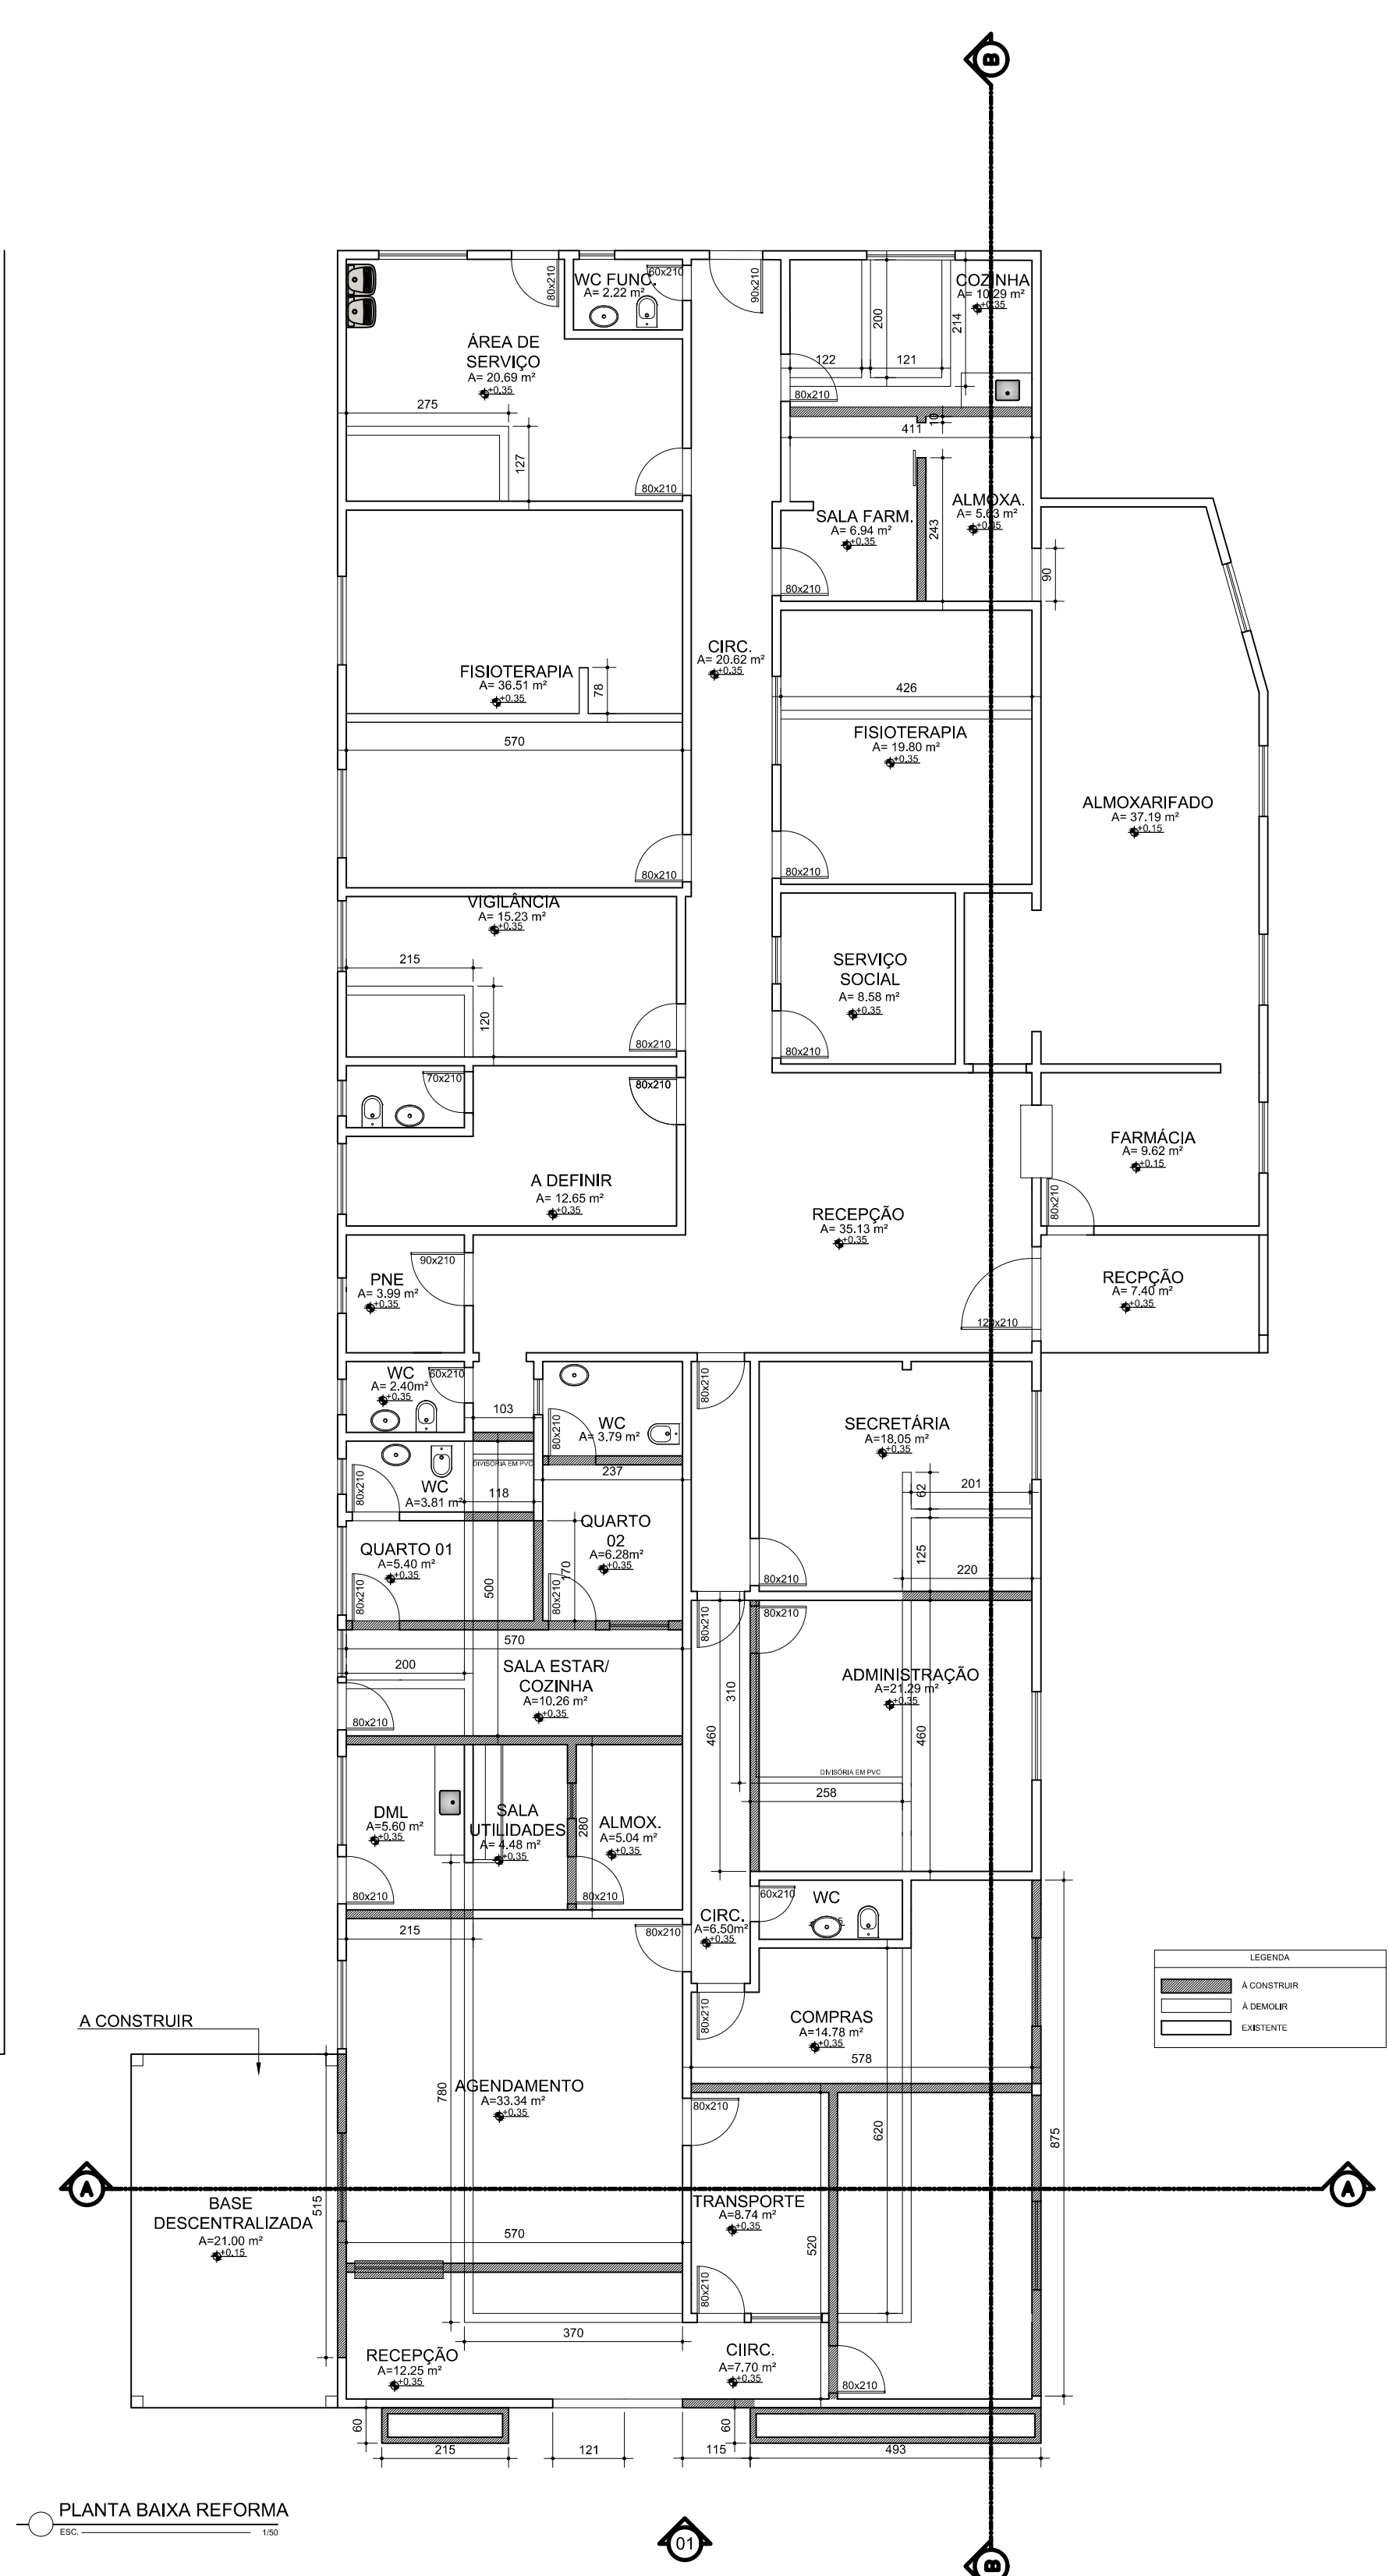 B
80x210
WC FUNC.
A= 2.22 m²
60x210
90x210
COZINHA
A= 10.29 m²
+0.35
200
214
ÁREA DE
SERVIÇO
A= 20.69 m²
+0.35
122
121
80x210
275
10
411
127
80x210
SALA FARM.
A= 6.94 m²
+0.35
243
ALMOXA.
A= 5.63 m²
+0.35
80x210
90
CIRC.
A= 20.62 m²
+0.35
FISIOTERAPIA
A= 36.51 m²
+0.35
78
426
570
FISIOTERAPIA
A= 19.80 m²
+0.35
ALMOXARIFADO
A= 37.19 m²
+0.15
80x210
80x210
VIGILÂNCIA
A= 15.23 m²
+0.35
215
120
80x210
SERVIÇO
SOCIAL
A= 8.58 m²
+0.35
80x210
70x210
80x210
A DEFINIR
A= 12.65 m²
+0.35
FARMÁCIA
A= 9.62 m²
+0.15
80x210
RECEPÇÃO
A= 35.13 m²
+0.35
90x210
PNE
A= 3.99 m²
+0.35
RECPÇÃO
A= 7.40 m²
+0.35
120x210
WC
A= 2.40m²
+0.35
60x210
103
80x210
WC
A= 3.79 m²
80x210
SECRETÁRIA
A=18.05 m²
+0.35
DIVISÓRIA EM PVC
237
80x210
WC
A=3.81 m²
118
62
201
QUARTO 01
A=5.40 m²
+0.35
QUARTO
02
A=6.28m²
+0.35
170
125
220
500
80x210
80x210
80x210
80x210
80x210
570
200
SALA ESTAR/
COZINHA
A=10.26 m²
+0.35
80x210
310
460
ADMINISTRAÇÃO
A=21.29 m²
+0.35
460
DIVISÓRIA EM PVC
258
DML
A=5.60 m²
+0.35
SALA
UTILIDADES
A= 4.48 m²
+0.35
280
ALMOX.
A=5.04 m²
+0.35
80x210
80x210
60x210
WC
215
80x210
CIRC.
A=6.50m²
+0.35
LEGENDA
À CONSTRUIR
À DEMOLIR
EXISTENTE
A CONSTRUIR
80x210
COMPRAS
A=14.78 m²
+0.35
578
780
AGENDAMENTO
A=33.34 m²
+0.35
80x210
620
875
A
A
BASE
DESCENTRALIZADA
A=21.00 m²
+0.15
515
570
TRANSPORTE
A=8.74 m²
+0.35
520
80x210
370
RECEPÇÃO
A=12.25 m²
+0.35
CIIRC.
A=7.70 m²
+0.35
80x210
60
60
215
121
115
493
PLANTA BAIXA REFORMA
ESC.
1/50
01
B